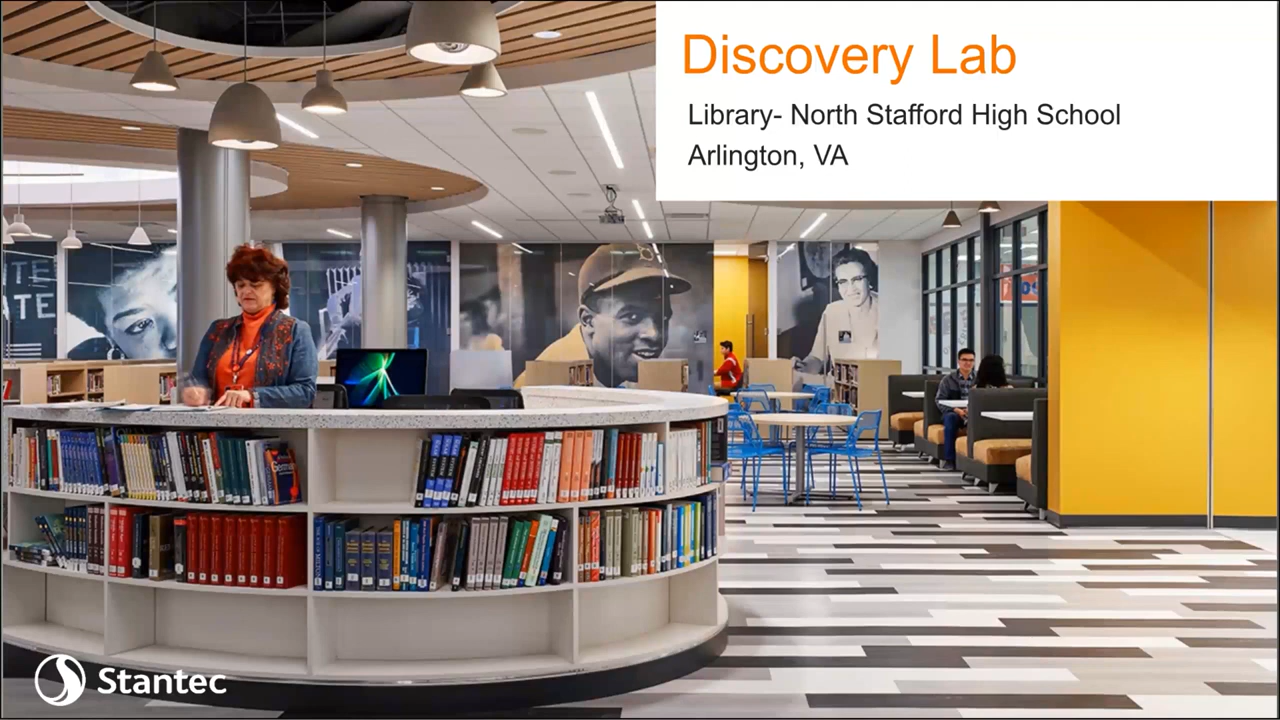 Discovery Lab
Library- North Stafford High School
Arlington, VA
Stantec